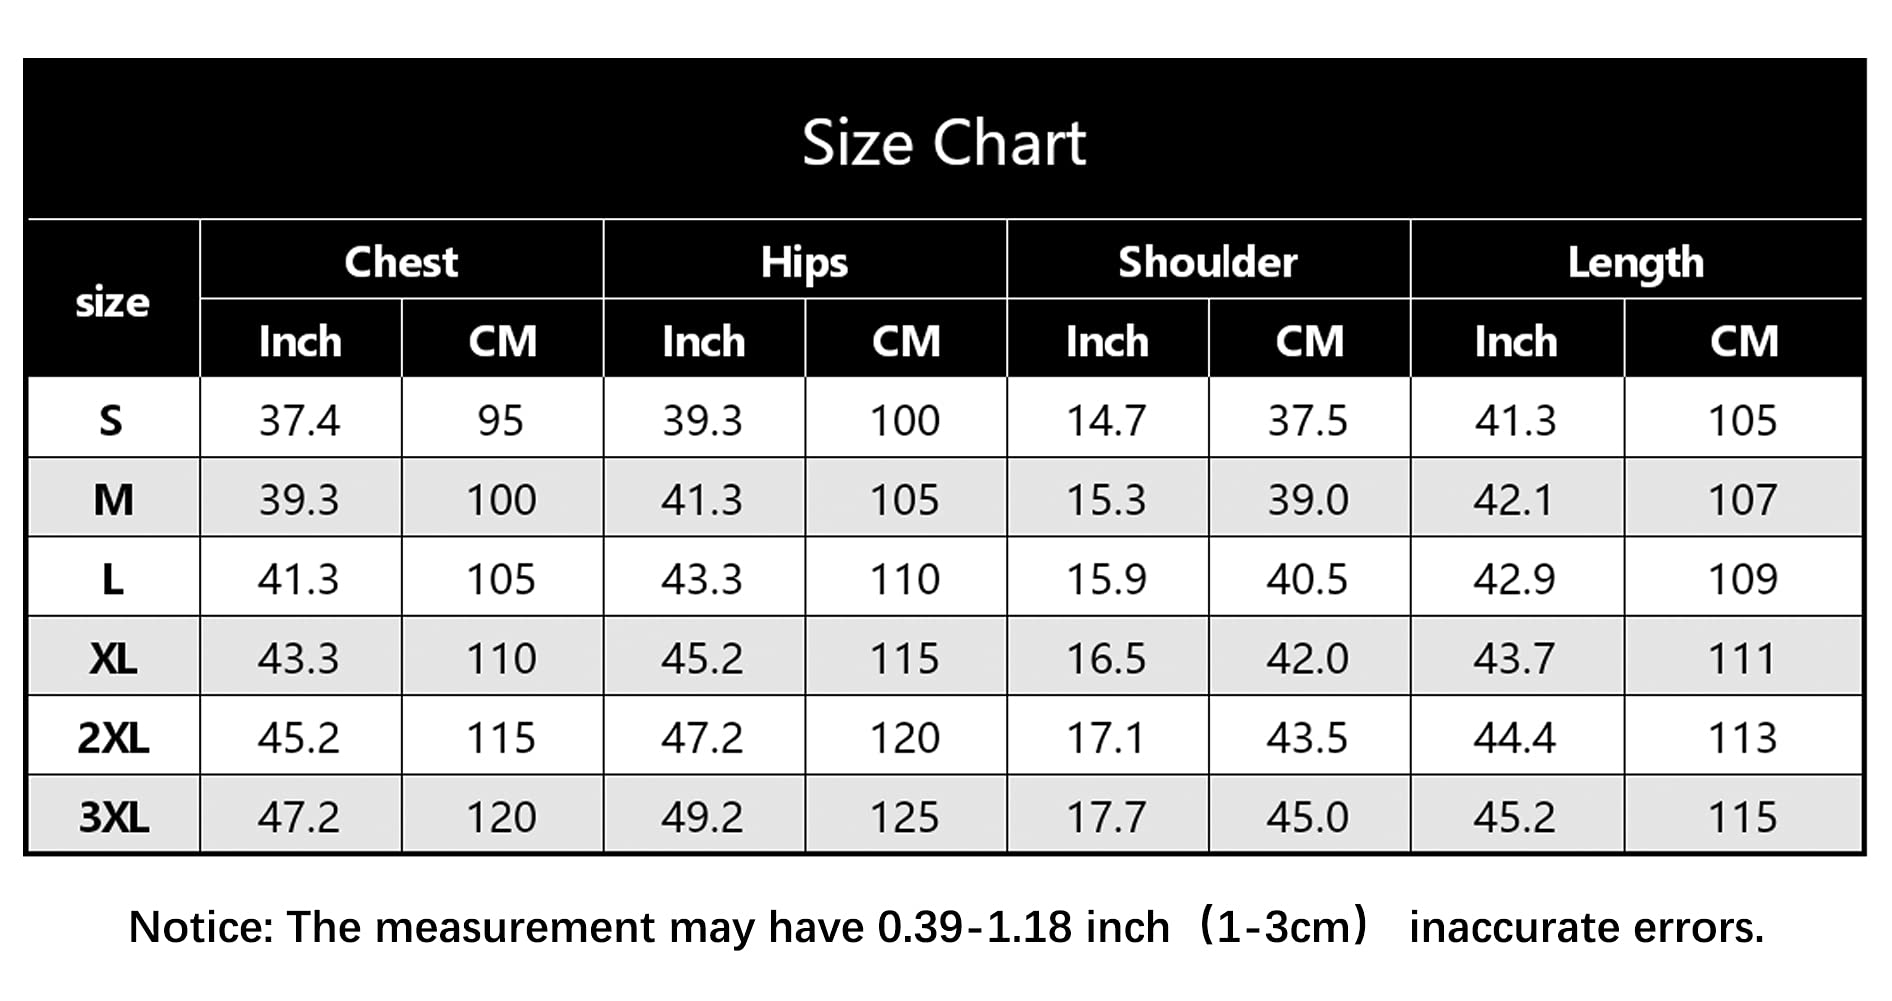 Size Chart
size Chest Hips Shoulder Length
Inch CM Inch CM Inch CM Inch CM
S 37.4 95 39.3 100 14.7 37.5 41.3 105
M 39.3 100 41.3 105 15.3 39.0 42.1 107
L 41.3 105 43.3 110 15.9 40.5 42.9 109
XL 43.3 110 45.2 115 16.5 42.0 43.7 111
2XL 45.2 115 47.2 120 17.1 43.5 44.4 113
3XL 47.2 120 49.2 125 17.7 45.0 45.2 115
Notice: The measurement may have 0.39-1.18 inch（1-3cm） inaccurate errors.